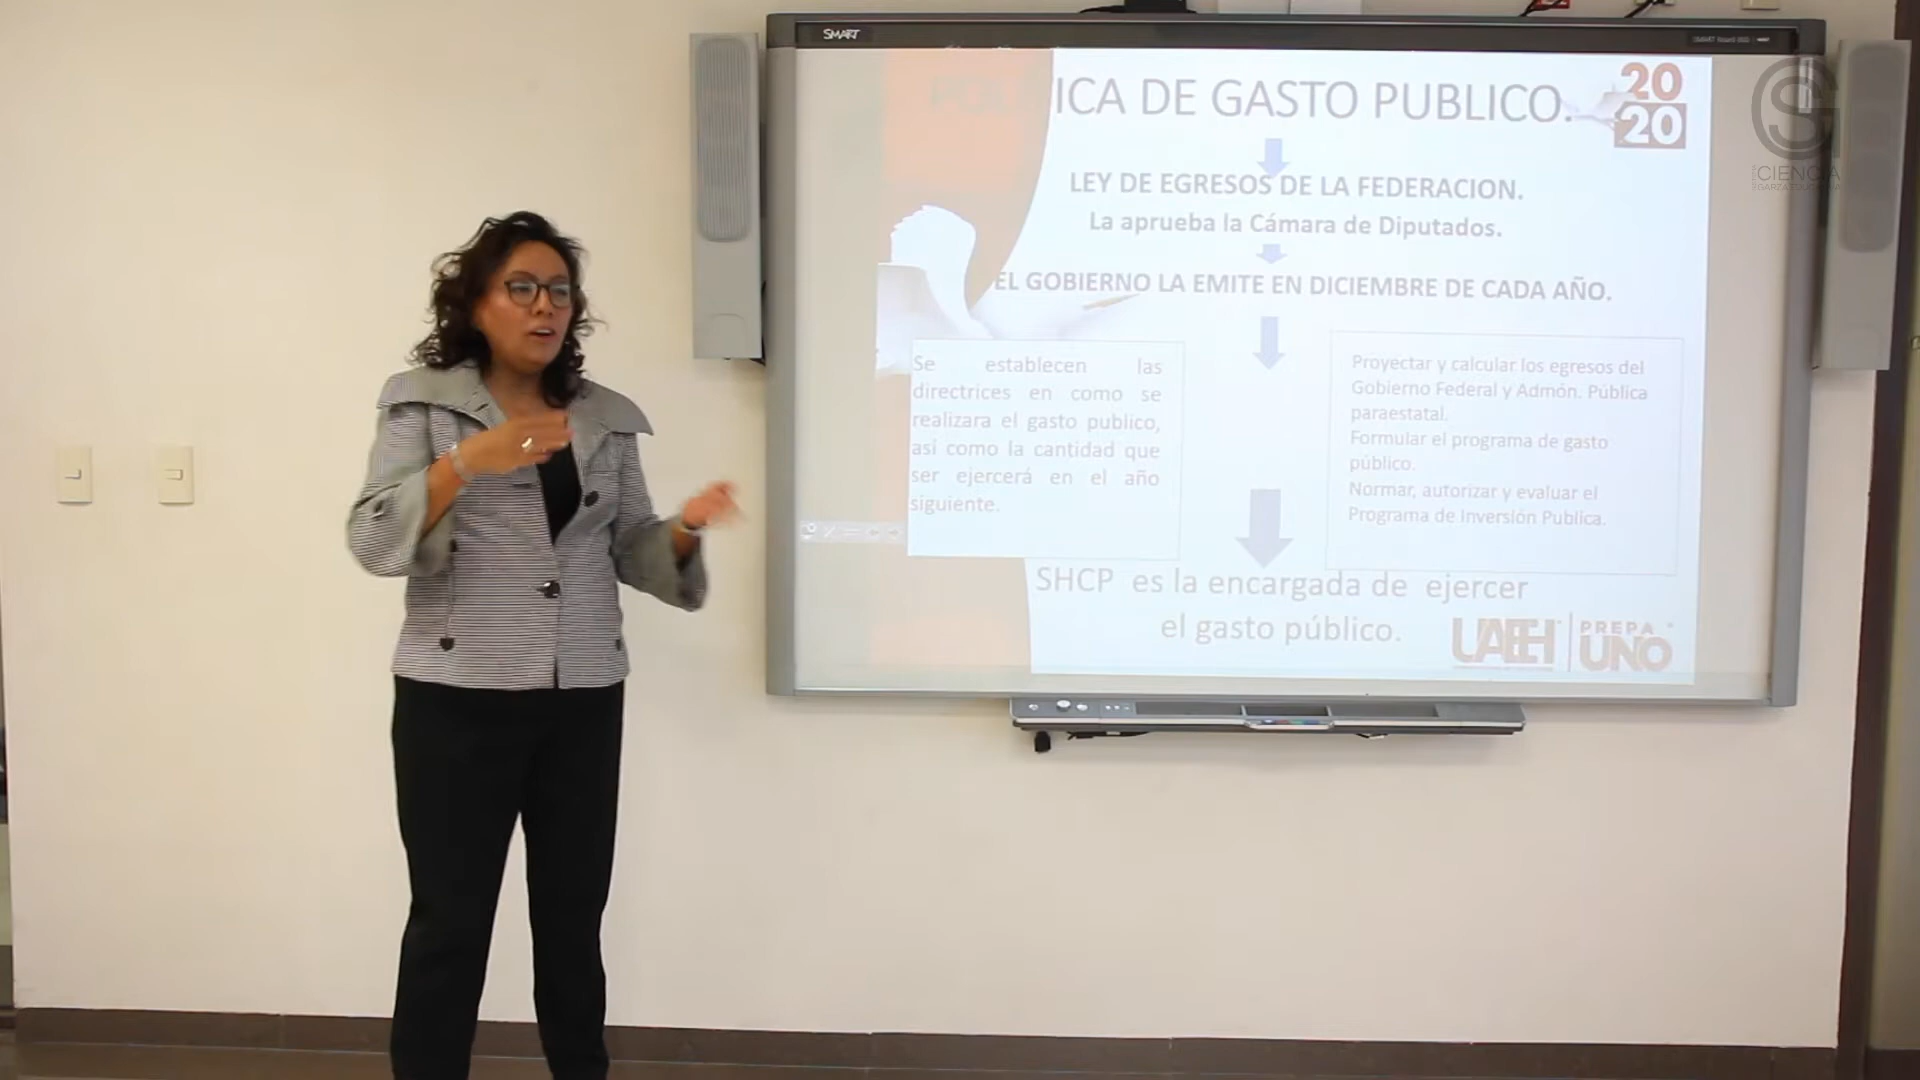 SMART
POLITICA DE GASTO PUBLICO.
20
20
CIENCIA
LEY DE EGRESOS DE LA FEDERACION.
La aprueba la Cámara de Diputados.
EL GOBIERNO LA EMITE EN DICIEMBRE DE CADA AÑO.
Se establecen las
directrices en como se
realizara el gasto publico,
asi como la cantidad que
ser ejercerá en el año
siguiente.
Proyectar y calcular los egresos del
Gobierno Federal y Admón. Pública
paraestatal.
Formular el programa de gasto
público.
Normar, autorizar y evaluar el
Programa de Inversión Publica.
SHCP es la encargada de ejercer
el gasto público.
UAEH
PREPA
UNO